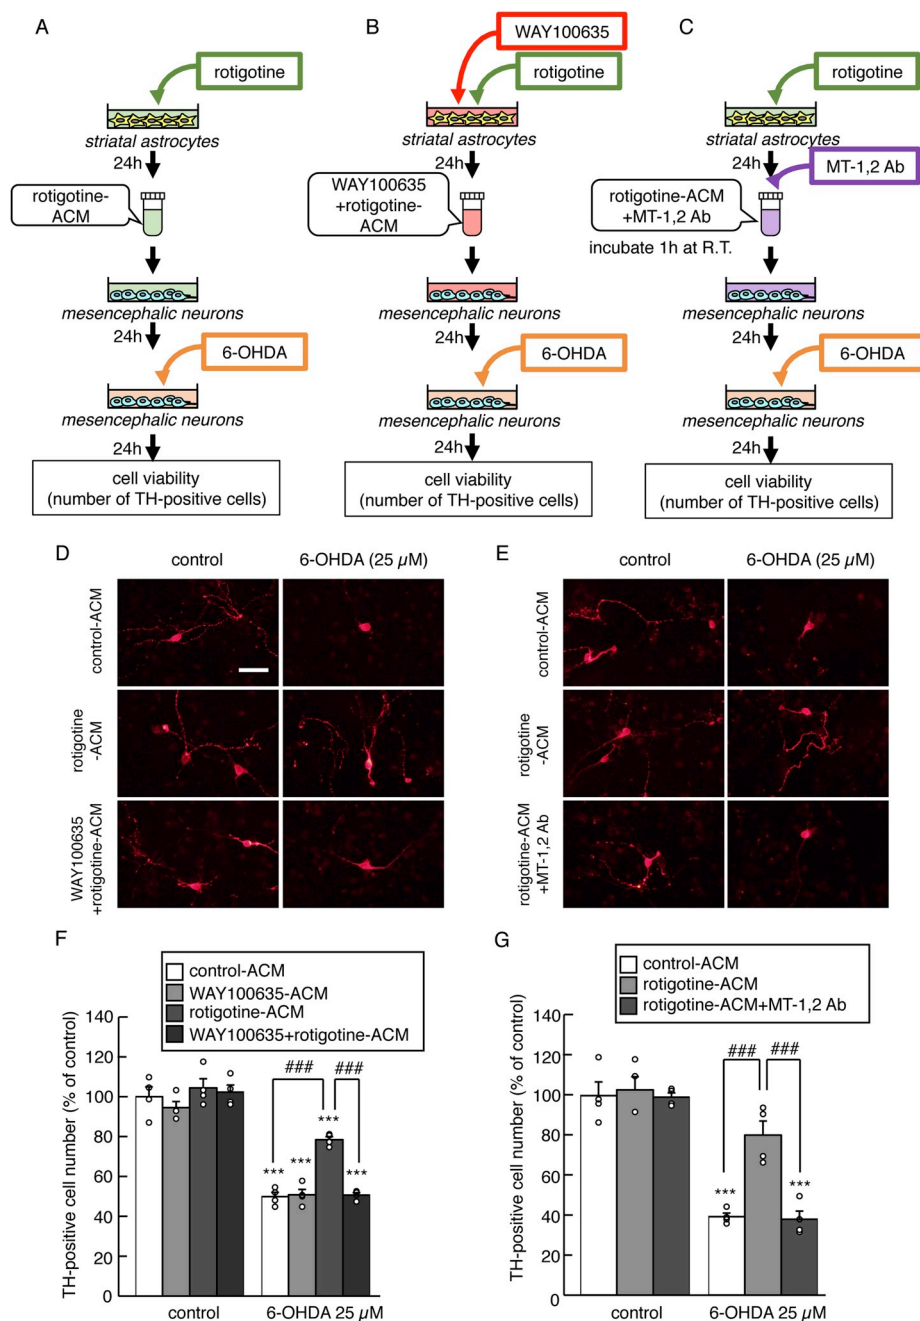 A
rotigotine
striatal astrocytes
24h
rotigotine-
ACM
mesencephalic neurons
24h
6-OHDA
mesencephalic neurons
24h
cell viability
(number of TH-positive cells)
B
WAY100635
rotigotine
striatal astrocytes
24h
WAY100635
+rotigotine-
ACM
mesencephalic neurons
24h
6-OHDA
mesencephalic neurons
24h
cell viability
(number of TH-positive cells)
C
rotigotine
striatal astrocytes
24h
MT-1,2 Ab
rotigotine-ACM
+MT-1,2 Ab
incubate 1h at R.T.
mesencephalic neurons
24h
6-OHDA
mesencephalic neurons
24h
cell viability
(number of TH-positive cells)
D
control
6-OHDA (25 µM)
control-ACM
rotigotine
-ACM
WAY100635
+rotigotine-ACM
E
control
6-OHDA (25 µM)
control-ACM
rotigotine
-ACM
rotigotine-ACM
+MT-1,2 Ab
F
control-ACM
WAY100635-ACM
rotigotine-ACM
WAY100635+rotigotine-ACM
TH-positive cell number (% of control)
140
120
100
80
60
40
20
0
###
###
***
***
***
***
control
6-OHDA 25 µM
G
control-ACM
rotigotine-ACM
rotigotine-ACM+MT-1,2 Ab
TH-positive cell number (% of control)
140
120
100
80
60
40
20
0
###
###
***
***
control
6-OHDA 25 µM